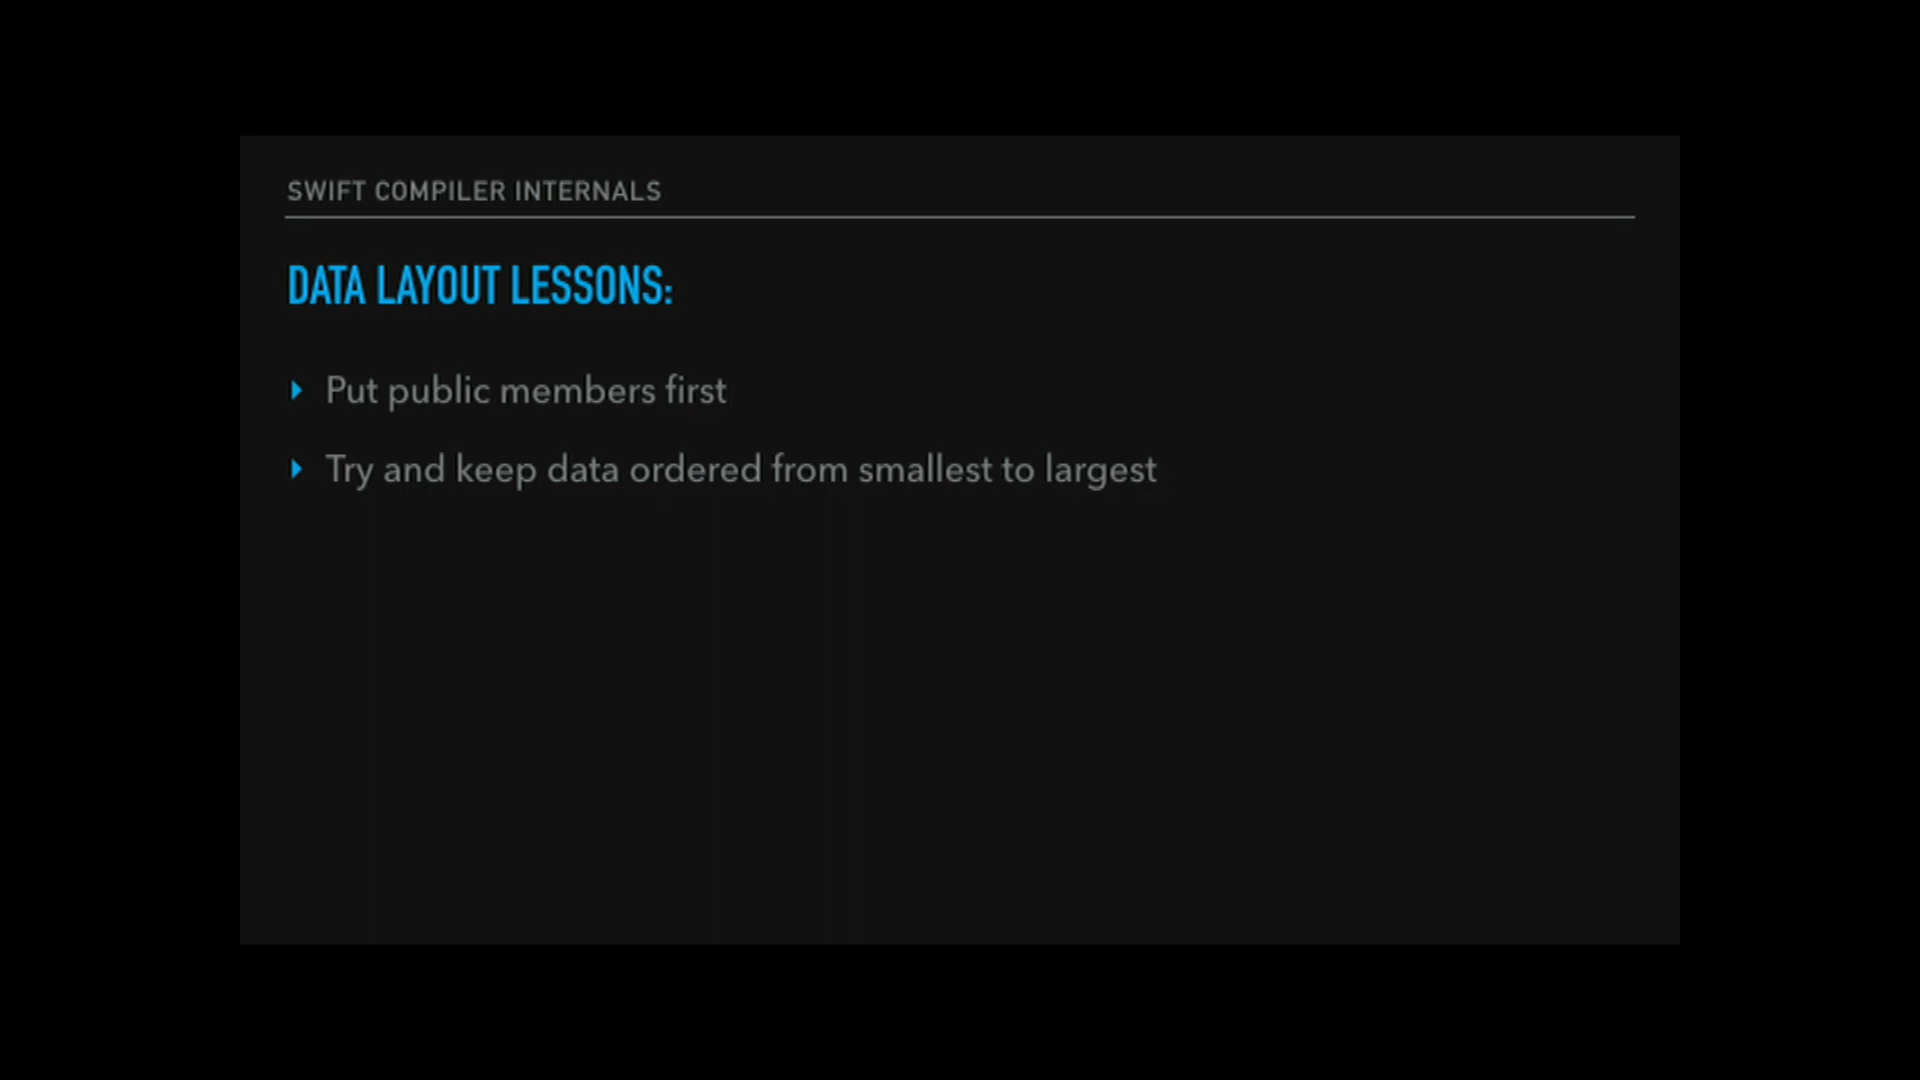 SWIFT COMPILER INTERNALS
DATA LAYOUT LESSONS:
Put public members first
Try and keep data ordered from smallest to largest